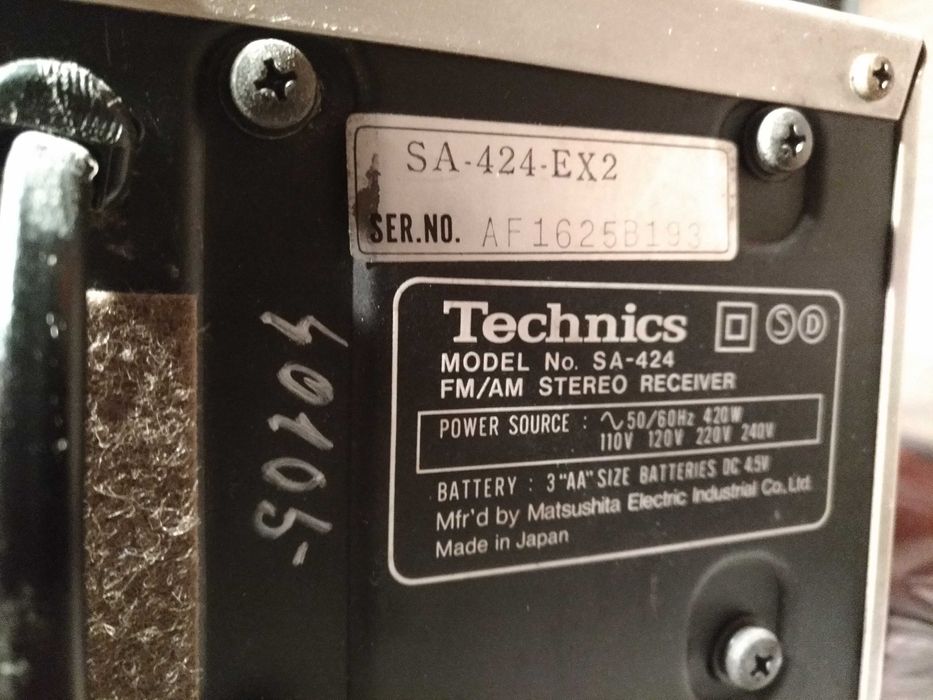 SA-424-EX2
SER.NO. AF1625B193
Technics
S D
MODEL No. SA-424
FM/AM STEREO RECEIVER
POWER SOURCE : ∿50/60Hz 420W
110V 120V 220V 240V
BATTERY : 3 "AA" SIZE BATTERIES DC 4.5V
Mfr'd by Matsushita Electric Industrial Co., Ltd.
Made in Japan